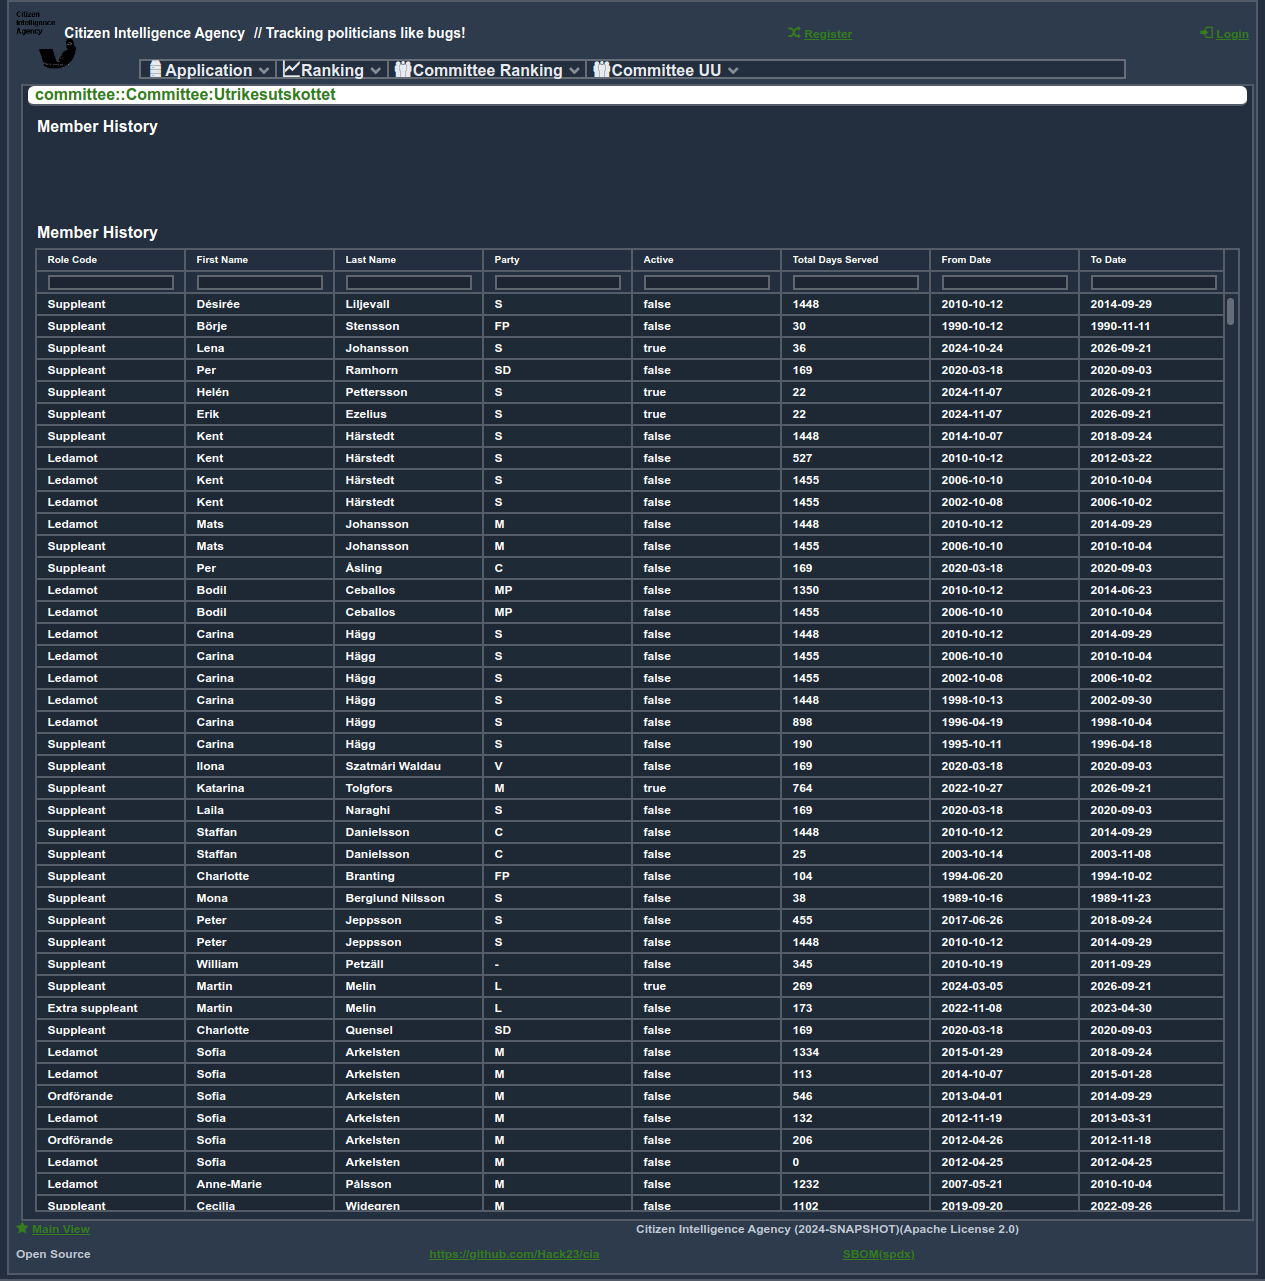 Citizen
Intelligence
Agency
Citizen Intelligence Agency // Tracking politicians like bugs!
Register
Login
Application Ranking Committee Ranking Committee UU
committee::Committee:Utrikesutskottet
Member History
Member History
Role Code First Name Last Name Party Active Total Days Served From Date To Date
Suppleant Désirée Liljevall S false 1448 2010-10-12 2014-09-29
Suppleant Börje Stensson FP false 30 1990-10-12 1990-11-11
Suppleant Lena Johansson S true 36 2024-10-24 2026-09-21
Suppleant Per Ramhorn SD false 169 2020-03-18 2020-09-03
Suppleant Helén Pettersson S true 22 2024-11-07 2026-09-21
Suppleant Erik Ezelius S true 22 2024-11-07 2026-09-21
Suppleant Kent Härstedt S false 1448 2014-10-07 2018-09-24
Ledamot Kent Härstedt S false 527 2010-10-12 2012-03-22
Ledamot Kent Härstedt S false 1455 2006-10-10 2010-10-04
Ledamot Kent Härstedt S false 1455 2002-10-08 2006-10-02
Ledamot Mats Johansson M false 1448 2010-10-12 2014-09-29
Suppleant Mats Johansson M false 1455 2006-10-10 2010-10-04
Suppleant Per Åsling C false 169 2020-03-18 2020-09-03
Ledamot Bodil Ceballos MP false 1350 2010-10-12 2014-06-23
Ledamot Bodil Ceballos MP false 1455 2006-10-10 2010-10-04
Ledamot Carina Hägg S false 1448 2010-10-12 2014-09-29
Ledamot Carina Hägg S false 1455 2006-10-10 2010-10-04
Ledamot Carina Hägg S false 1455 2002-10-08 2006-10-02
Ledamot Carina Hägg S false 1448 1998-10-13 2002-09-30
Ledamot Carina Hägg S false 898 1996-04-19 1998-10-04
Suppleant Carina Hägg S false 190 1995-10-11 1996-04-18
Suppleant Ilona Szatmári Waldau V false 169 2020-03-18 2020-09-03
Suppleant Katarina Tolgfors M true 764 2022-10-27 2026-09-21
Suppleant Laila Naraghi S false 169 2020-03-18 2020-09-03
Suppleant Staffan Danielsson C false 1448 2010-10-12 2014-09-29
Suppleant Staffan Danielsson C false 25 2003-10-14 2003-11-08
Suppleant Charlotte Branting FP false 104 1994-06-20 1994-10-02
Suppleant Mona Berglund Nilsson S false 38 1989-10-16 1989-11-23
Suppleant Peter Jeppsson S false 455 2017-06-26 2018-09-24
Suppleant Peter Jeppsson S false 1448 2010-10-12 2014-09-29
Suppleant William Petzäll - false 345 2010-10-19 2011-09-29
Suppleant Martin Melin L true 269 2024-03-05 2026-09-21
Extra suppleant Martin Melin L false 173 2022-11-08 2023-04-30
Suppleant Charlotte Quensel SD false 169 2020-03-18 2020-09-03
Ledamot Sofia Arkelsten M false 1334 2015-01-29 2018-09-24
Ledamot Sofia Arkelsten M false 113 2014-10-07 2015-01-28
Ordförande Sofia Arkelsten M false 546 2013-04-01 2014-09-29
Ledamot Sofia Arkelsten M false 132 2012-11-19 2013-03-31
Ordförande Sofia Arkelsten M false 206 2012-04-26 2012-11-18
Ledamot Sofia Arkelsten M false 0 2012-04-25 2012-04-25
Ledamot Anne-Marie Pålsson M false 1232 2007-05-21 2010-10-04
Suppleant Cecilia Widegren M false 1102 2019-09-20 2022-09-26
Main View
Citizen Intelligence Agency (2024-SNAPSHOT)(Apache License 2.0)
Open Source
https://github.com/Hack23/cia
SBOM(spdx)